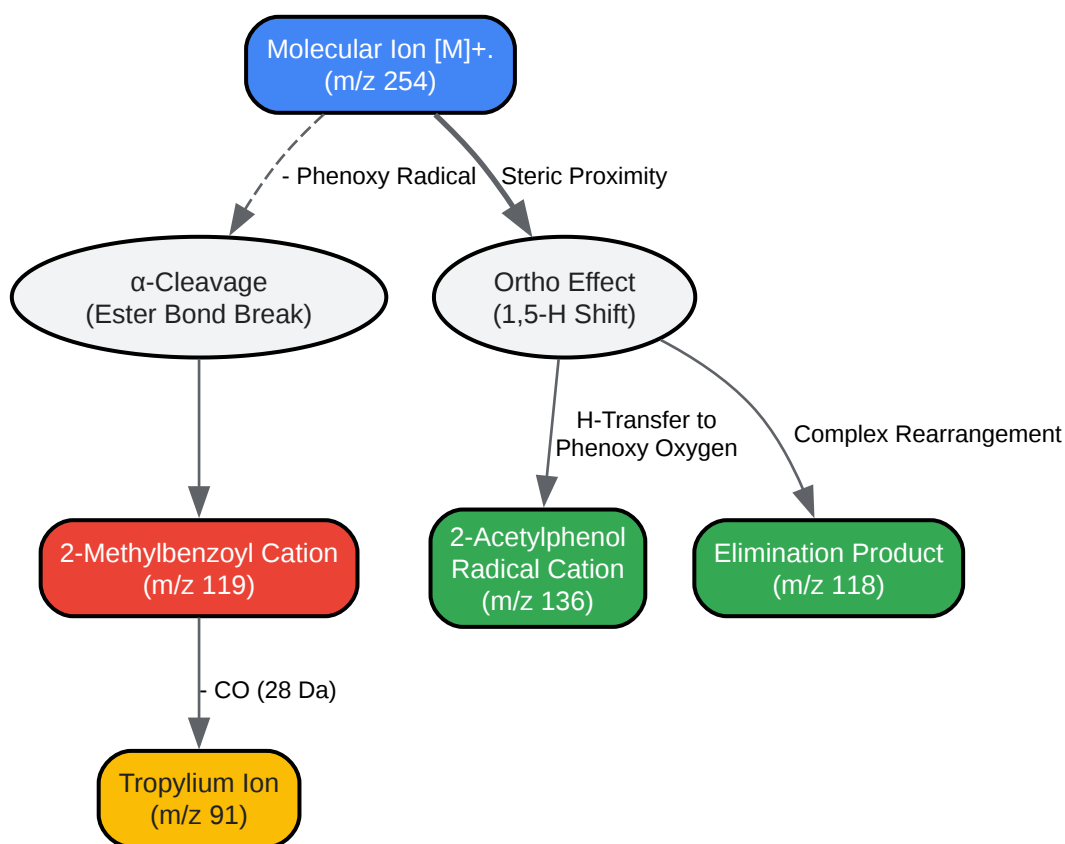 Molecular Ion [M]+.
(m/z 254)
- Phenoxy Radical
Steric Proximity
α-Cleavage
(Ester Bond Break)
Ortho Effect
(1,5-H Shift)
H-Transfer to
Phenoxy Oxygen
Complex Rearrangement
2-Methylbenzoyl Cation
(m/z 119)
2-Acetylphenol
Radical Cation
(m/z 136)
Elimination Product
(m/z 118)
- CO (28 Da)
Tropylium Ion
(m/z 91)